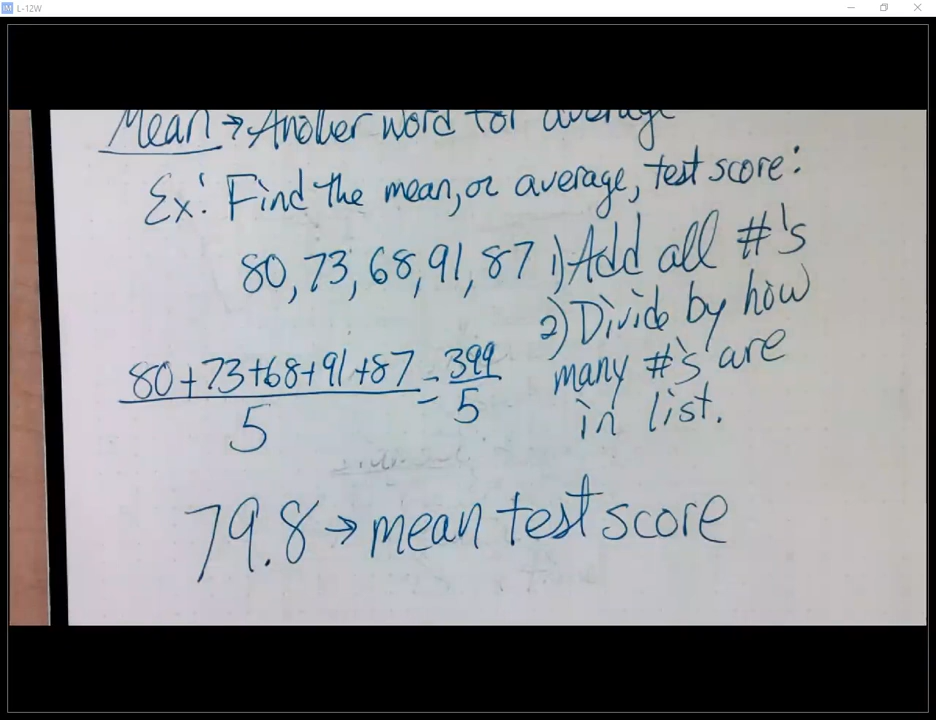 L-12W
Mean → Another word for average
Ex: Find the mean, or average, test score:
80, 73, 68, 91, 87
1) Add all #'s
2) Divide by how
many #'s are
in list.
80+73+68+91+87 = 399
5 5
79.8 → mean test score